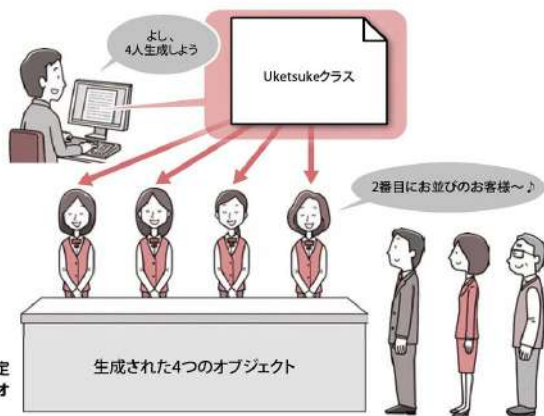 よし、
4人生成しよう
Uketsukeクラス
2番目にお並びのお客様～♪
生成された4つのオブジェクト
定
オ